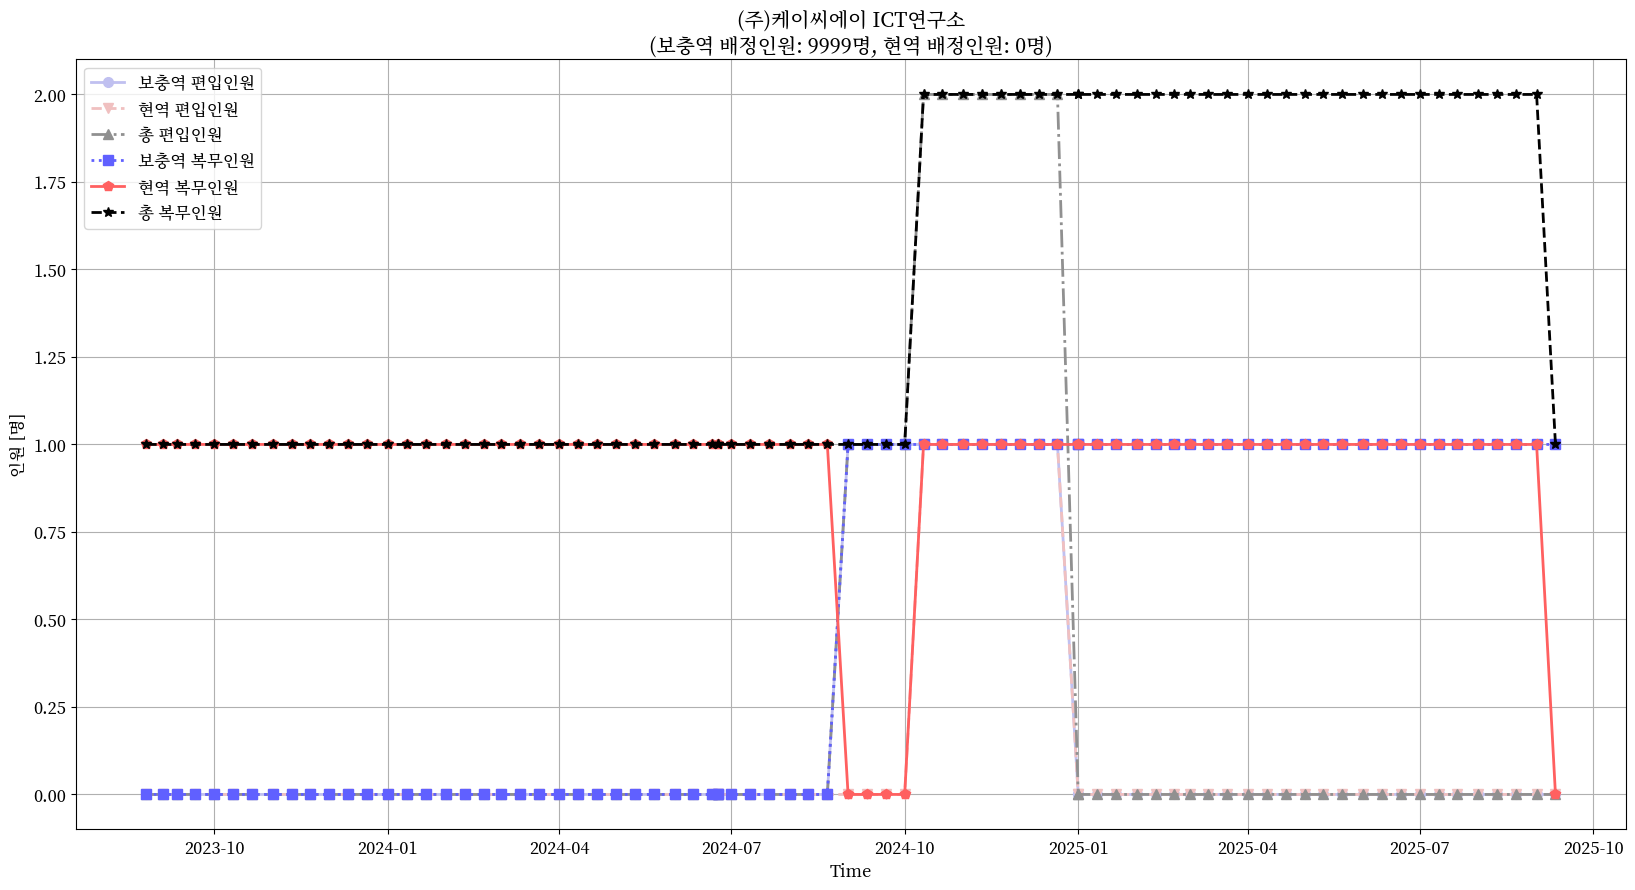 (주)케이씨에이 ICT연구소
(보충역 배정인원: 9999명, 현역 배정인원: 0명)
보충역 편입인원
현역 편입인원
총 편입인원
보충역 복무인원
현역 복무인원
총 복무인원
인원 [명]
2.00
1.75
1.50
1.25
1.00
0.75
0.50
0.25
0.00
2023-10
2024-01
2024-04
2024-07
2024-10
2025-01
2025-04
2025-07
2025-10
Time